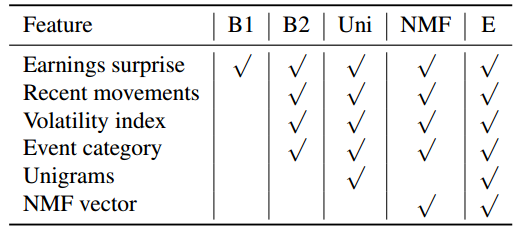 Feature B1 B2 Uni NMF E
Earnings surprise √ √ √ √ √
Recent movements √ √ √ √
Volatility index √ √ √ √
Event category √ √ √ √
Unigrams √ √
NMF vector √ √